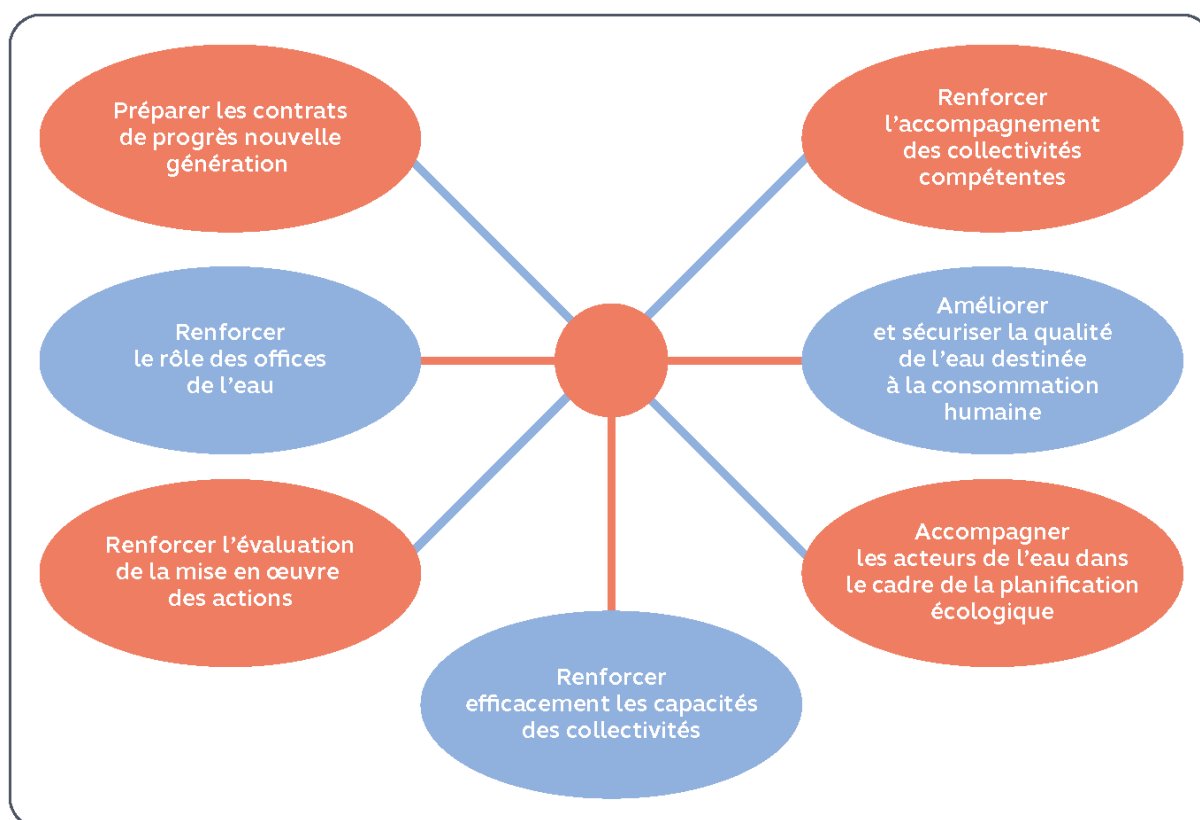 Préparer les contrats
de progrès nouvelle
génération
Renforcer
l'accompagnement
des collectivités
compétentes
Renforcer
le rôle des offices
de l'eau
Améliorer
et sécuriser la qualité
de l'eau destinée
à la consommation
humaine
Renforcer l'évaluation
de la mise en œuvre
des actions
Accompagner
les acteurs de l'eau dans
le cadre de la planification
écologique
Renforcer
efficacement les capacités
des collectivités